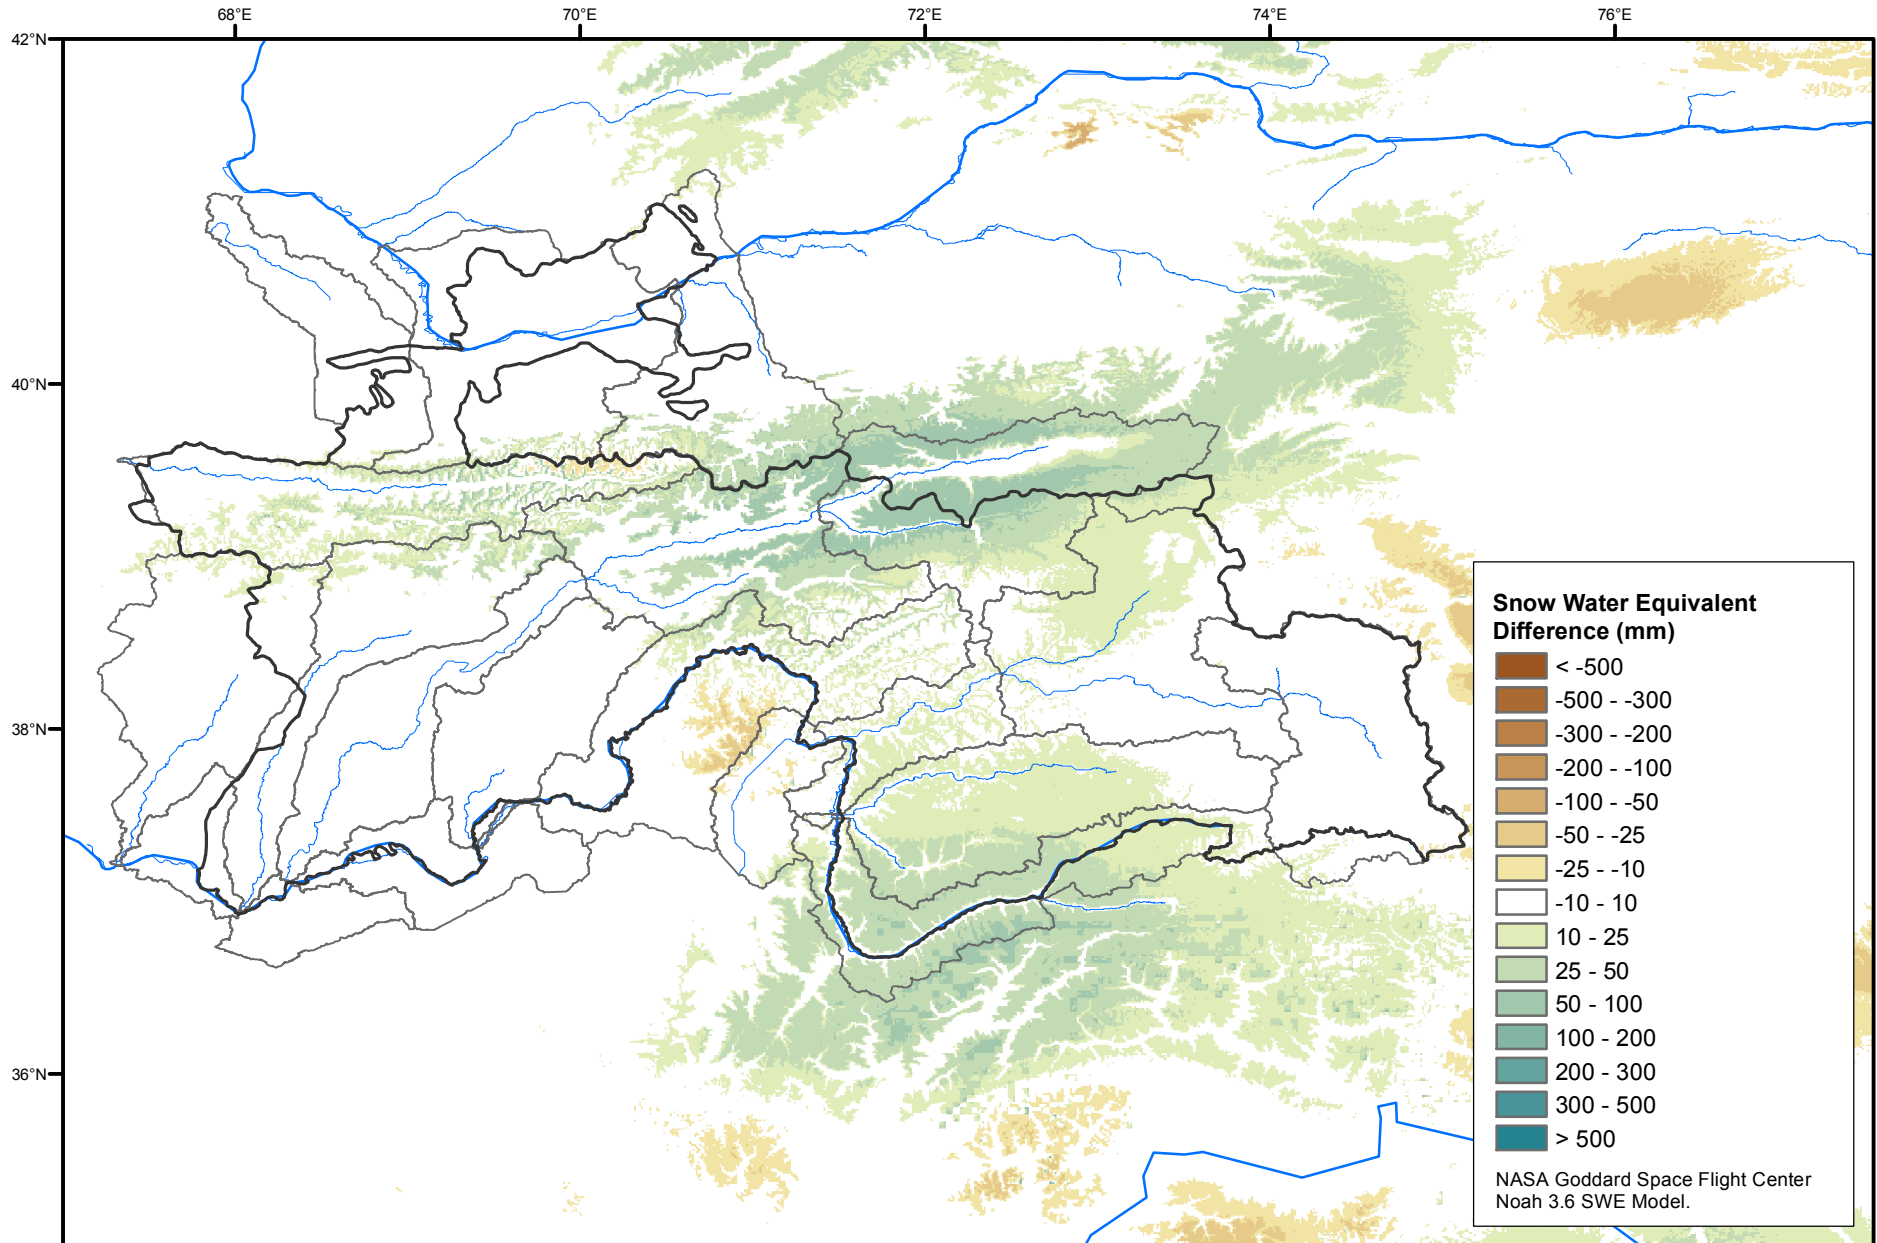 68°E
70°E
72°E
74°E
76°E
42°N
40°N
38°N
36°N
Snow Water Equivalent
Difference (mm)
< -500
-500 - -300
-300 - -200
-200 - -100
-100 - -50
-50 - -25
-25 - -10
-10 - 10
10 - 25
25 - 50
50 - 100
100 - 200
200 - 300
300 - 500
> 500
NASA Goddard Space Flight Center
Noah 3.6 SWE Model.